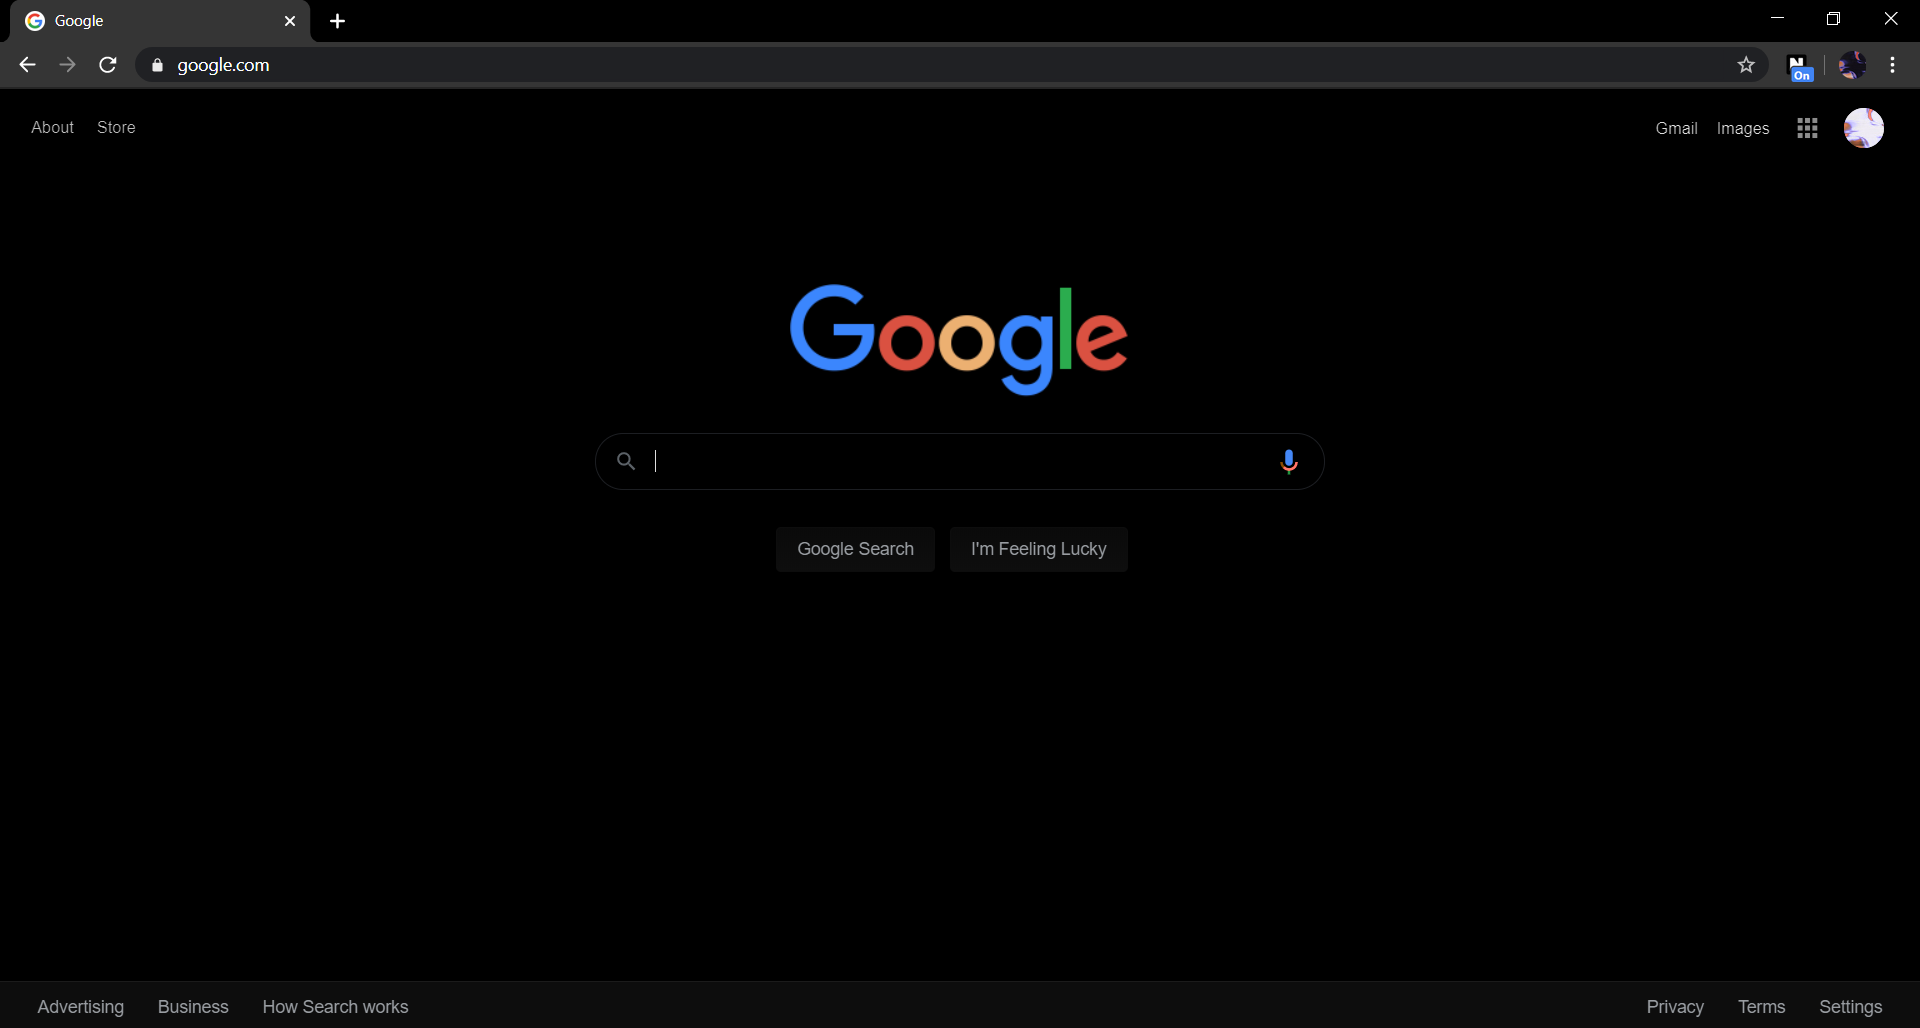 Google
google.com
On
About Store
Gmail Images
Google
Google Search I'm Feeling Lucky
Advertising Business How Search works
Privacy Terms Settings